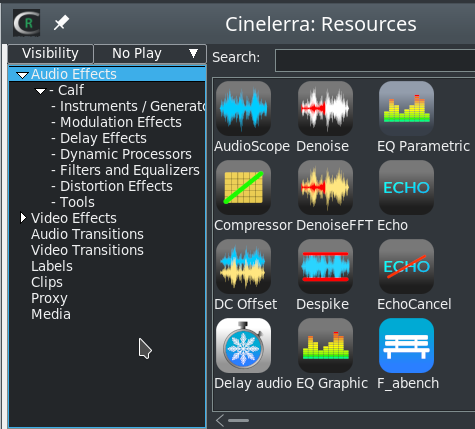 Cinelerra: Resources
Visibility
No Play
Search:
Audio Effects
- Calf
- Instruments / Generato
- Modulation Effects
- Delay Effects
- Dynamic Processors
- Filters and Equalizers
- Distortion Effects
- Tools
Video Effects
Audio Transitions
Video Transitions
Labels
Clips
Proxy
Media
AudioScope
Denoise
EQ Parametric
ECHO
Compressor
DenoiseFFT
Echo
ECHO
DC Offset
Despike
EchoCancel
Delay audio
EQ Graphic
F_abench